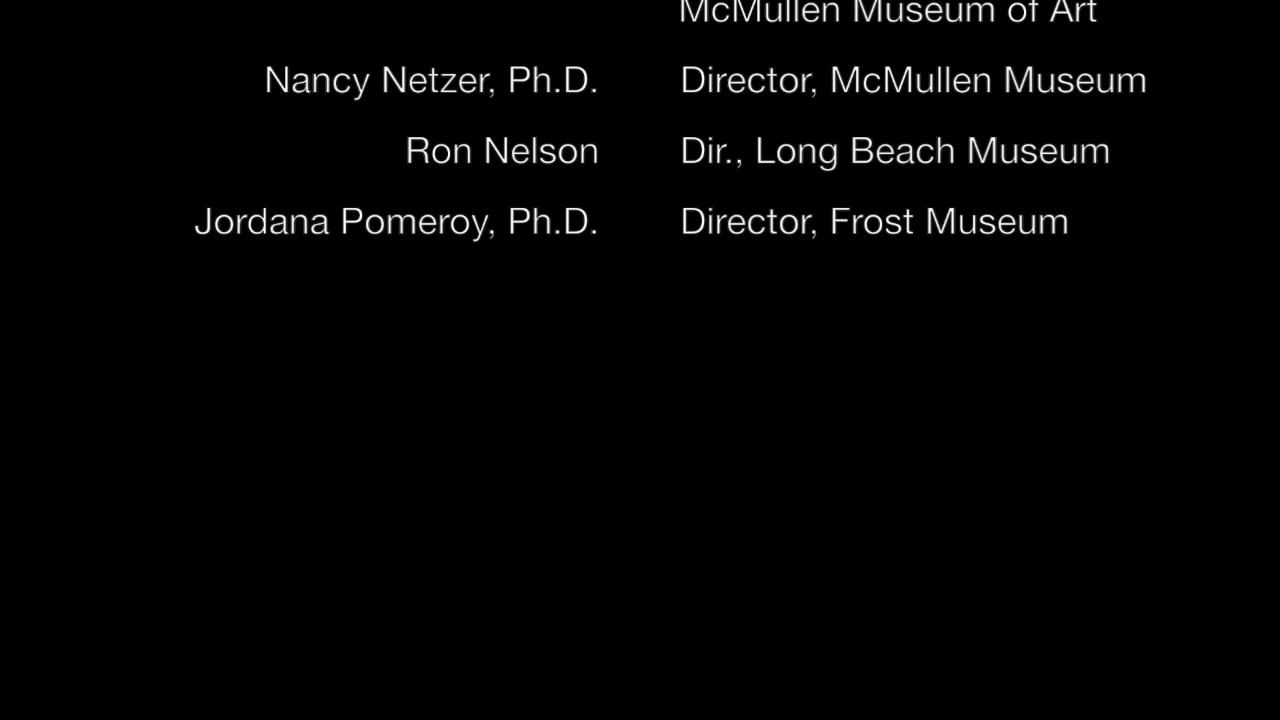 McMullen Museum of Art
Nancy Netzer, Ph.D. Director, McMullen Museum
Ron Nelson Dir., Long Beach Museum
Jordana Pomeroy, Ph.D. Director, Frost Museum